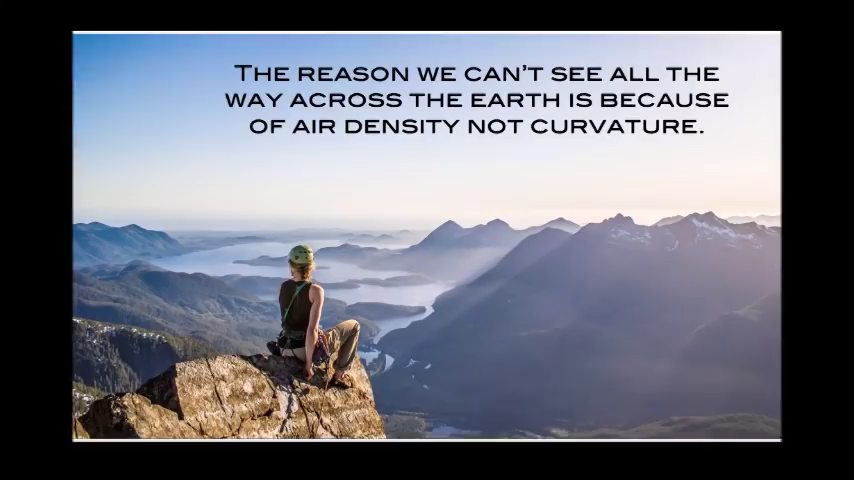 The reason we can't see all the
way across the Earth is because
of air density not curvature.